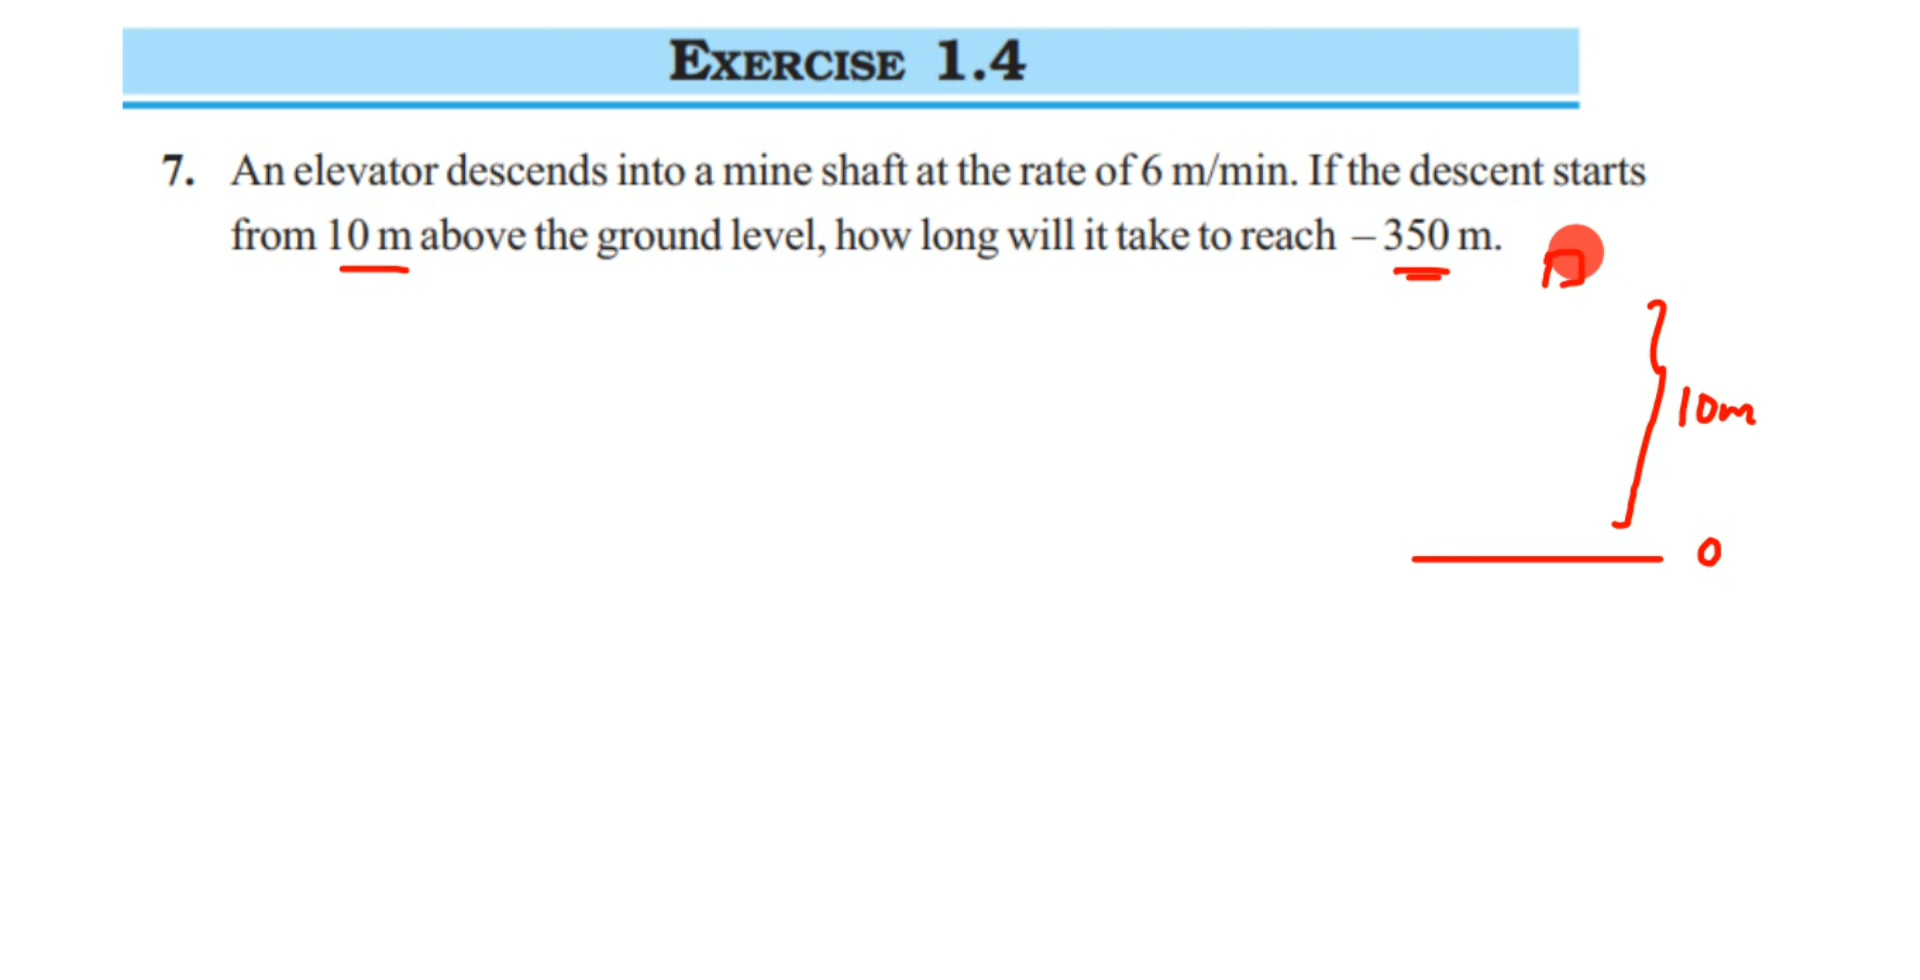 EXERCISE 1.4
7. An elevator descends into a mine shaft at the rate of 6 m/min. If the descent starts
from 10 m above the ground level, how long will it take to reach – 350 m.
10m
0